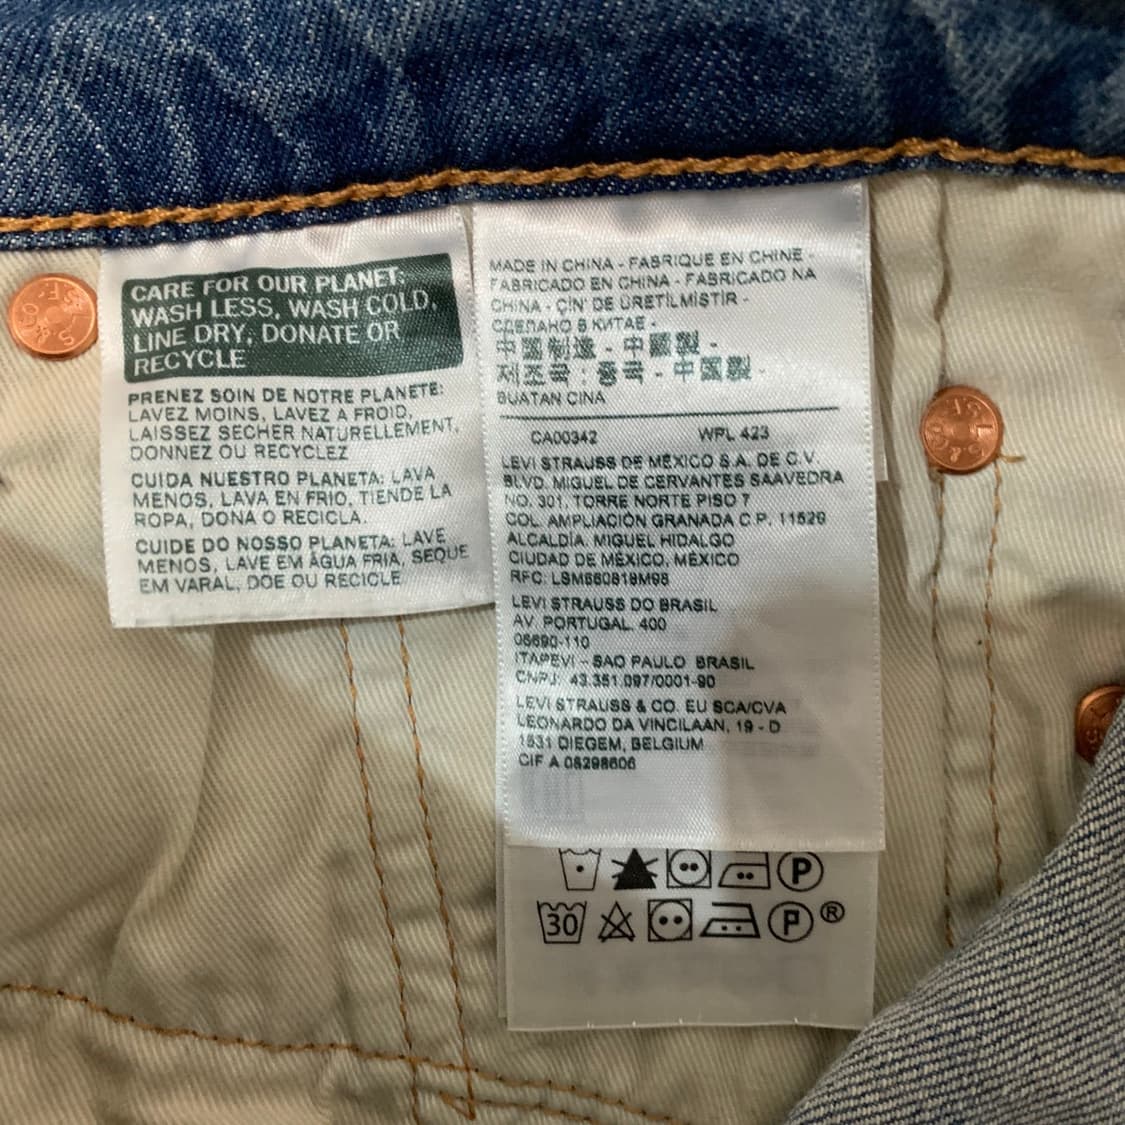 CARE FOR OUR PLANET:
WASH LESS, WASH COLD,
LINE DRY, DONATE OR
RECYCLE
PRENEZ SOIN DE NOTRE PLANETE:
LAVEZ MOINS, LAVEZ A FROID,
LAISSEZ SECHER NATURELLEMENT,
DONNEZ OU RECYCLEZ
CUIDA NUESTRO PLANETA: LAVA
MENOS, LAVA EN FRIO, TIENDE LA
ROPA, DONA O RECICLA.
CUIDE DO NOSSO PLANETA: LAVE
MENOS, LAVE EM ÁGUA FRIA, SEQUE
EM VARAL, DOE OU RECICLE
MADE IN CHINA - FABRIQUE EN CHINE -
FABRICADO EN CHINA - FABRICADO NA
CHINA - ÇİN' DE ÜRETİLMİŞTİR -
СДЕЛАНО В КИТАЕ -
中國制造 - 中國製 -
제조국 : 중국 - 中国製 -
BUATAN CINA
CA00342 WPL 423
LEVI STRAUSS DE MÉXICO S.A. DE C.V.
BLVD. MIGUEL DE CERVANTES SAAVEDRA
NO. 301, TORRE NORTE PISO 7
COL. AMPLIACIÓN GRANADA C.P. 11529
ALCALDÍA. MIGUEL HIDALGO
CIUDAD DE MÉXICO, MÉXICO
RFC: LSM860818M98
LEVI STRAUSS DO BRASIL
AV. PORTUGAL. 400
06690-110
ITAPEVI - SAO PAULO BRASIL
CNPJ: 43.351.097/0001-90
LEVI STRAUSS & CO. EU SCA/CVA
LEONARDO DA VINCILAAN, 19 - D
1831 DIEGEM, BELGIUM
CIF A 08298606
P
30 P ®